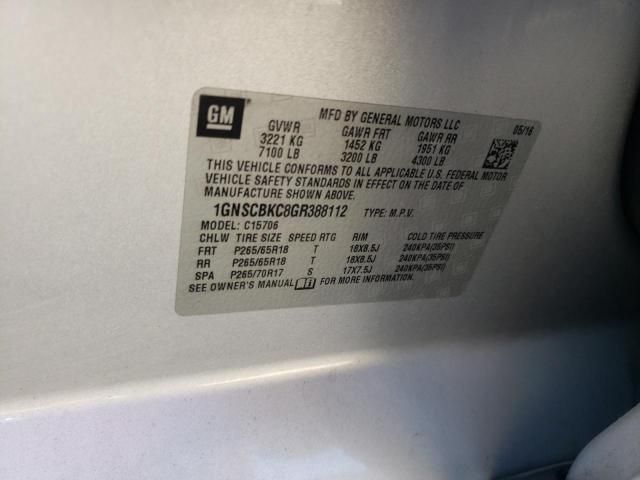 GM
MFD BY GENERAL MOTORS LLC
05/16
GVWR GAWR FRT GAWR RR
3221 KG 1452 KG 1951 KG
7100 LB 3200 LB 4300 LB
THIS VEHICLE CONFORMS TO ALL APPLICABLE U.S. FEDERAL MOTOR
VEHICLE SAFETY STANDARDS IN EFFECT ON THE DATE OF
MANUFACTURE SHOWN ABOVE.
1GNSCBKC8GR388112 TYPE: M.P.V.
MODEL: C15706
CHLW TIRE SIZE SPEED RTG RIM COLD TIRE PRESSURE
FRT P265/65R18 T 18X8.5J 240KPA(35PSI)
RR P265/65R18 T 18X8.5J 240KPA(35PSI)
SPA P265/70R17 S 17X7.5J 240KPA(35PSI)
SEE OWNER'S MANUAL FOR MORE INFORMATION.